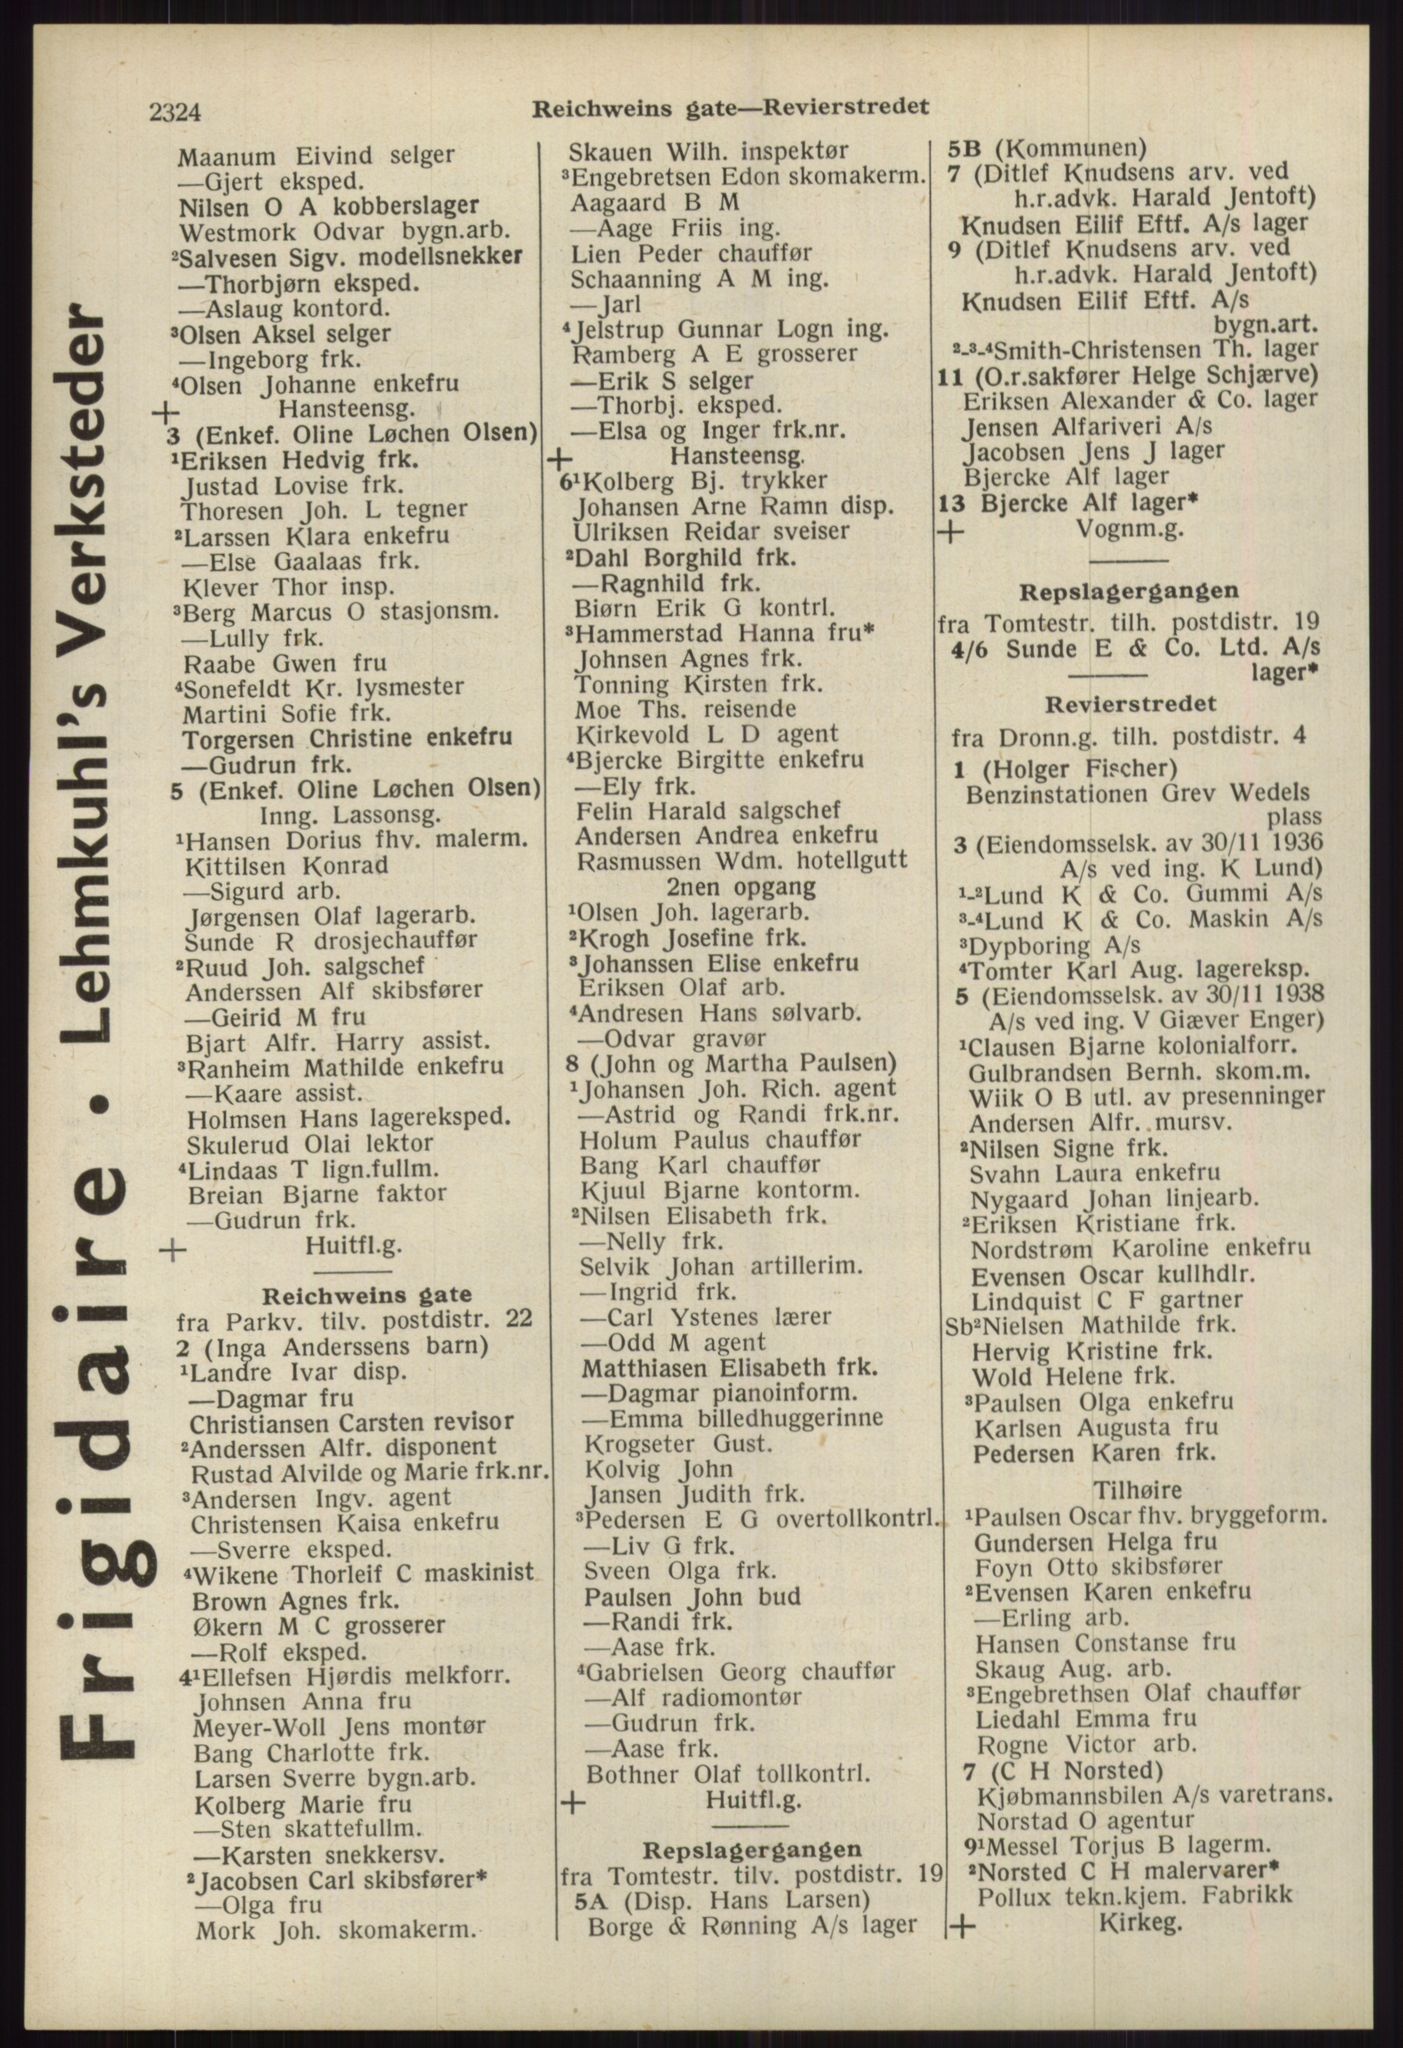 2324
Reichweins gate—Revierstredet
Frigidaire · Lehmkuhl's Verksteder
Maanum Eivind selger
—Gjert eksped.
Nilsen O A kobberslager
Westmork Odvar bygn.arb.
²Salvesen Sigv. modellsnekker
—Thorbjørn eksped.
—Aslaug kontord.
³Olsen Aksel selger
—Ingeborg frk.
⁴Olsen Johanne enkefru
+ Hansteensg.
3 (Enkef. Oline Løchen Olsen)
¹Eriksen Hedvig frk.
Justad Lovise frk.
Thoresen Joh. L tegner
²Larssen Klara enkefru
—Else Gaalaas frk.
Klever Thor insp.
³Berg Marcus O stasjonsm.
—Lully frk.
Raabe Gwen fru
⁴Sonefeldt Kr. lysmester
Martini Sofie frk.
Torgersen Christine enkefru
—Gudrun frk.
5 (Enkef. Oline Løchen Olsen)
Inng. Lassonsg.
¹Hansen Dorius fhv. malerm.
Kittilsen Konrad
—Sigurd arb.
Jørgensen Olaf lagerarb.
Sunde R drosjechauffør
²Ruud Joh. salgschef
Anderssen Alf skibsfører
—Geirid M fru
Bjart Alfr. Harry assist.
³Ranheim Mathilde enkefru
—Kaare assist.
Holmsen Hans lagereksped.
Skulerud Olai lektor
⁴Lindaas T lign.fullm.
Breian Bjarne faktor
—Gudrun frk.
+ Huitfl.g.
Reichweins gate
fra Parkv. tilv. postdistr. 22
2 (Inga Anderssens barn)
¹Landre Ivar disp.
—Dagmar fru
Christiansen Carsten revisor
²Anderssen Alfr. disponent
Rustad Alvilde og Marie frk.nr.
³Andersen Ingv. agent
Christensen Kaisa enkefru
—Sverre eksped.
⁴Wikene Thorleif C maskinist
Brown Agnes frk.
Økern M C grosserer
—Rolf eksped.
4¹Ellefsen Hjørdis melkforr.
Johnsen Anna fru
Meyer-Woll Jens montør
Bang Charlotte frk.
Larsen Sverre bygn.arb.
Kolberg Marie fru
—Sten skattefullm.
—Karsten snekkersv.
²Jacobsen Carl skibsfører*
—Olga fru
Mork Joh. skomakerm.
Skauen Wilh. inspektør
³Engebretsen Edon skomakerm.
Aagaard B M
—Aage Friis ing.
Lien Peder chauffør
Schaanning A M ing.
—Jarl
⁴Jelstrup Gunnar Logn ing.
Ramberg A E grosserer
—Erik S selger
—Thorbj. eksped.
—Elsa og Inger frk.nr.
+ Hansteensg.
6¹Kolberg Bj. trykker
Johansen Arne Ramn disp.
Ulriksen Reidar sveiser
²Dahl Borghild frk.
—Ragnhild frk.
Biørn Erik G kontrl.
³Hammerstad Hanna fru*
Johnsen Agnes frk.
Tonning Kirsten frk.
Moe Ths. reisende
Kirkevold L D agent
⁴Bjercke Birgitte enkefru
—Ely frk.
Felin Harald salgschef
Andersen Andrea enkefru
Rasmussen Wdm. hotellgutt
2nen opgang
¹Olsen Joh. lagerarb.
²Krogh Josefine frk.
³Johanssen Elise enkefru
Eriksen Olaf arb.
⁴Andresen Hans sølvarb.
—Odvar gravør
8 (John og Martha Paulsen)
¹Johansen Joh. Rich. agent
—Astrid og Randi frk.nr.
Holum Paulus chauffør
Bang Karl chauffør
Kjuul Bjarne kontorm.
²Nilsen Elisabeth frk.
—Nelly frk.
Selvik Johan artillerim.
—Ingrid frk.
—Carl Ystenes lærer
—Odd M agent
Matthiasen Elisabeth frk.
—Dagmar pianoinform.
—Emma billedhuggerinne
Krogseter Gust.
Kolvig John
Jansen Judith frk.
³Pedersen E G overtollkontrl.
—Liv G frk.
Sveen Olga frk.
Paulsen John bud
—Randi frk.
—Aase frk.
⁴Gabrielsen Georg chauffør
—Alf radiomontør
—Gudrun frk.
—Aase frk.
Bothner Olaf tollkontrl.
+ Huitfl.g.
Repslagergangen
fra Tomtestr. tilv. postdistr. 19
5A (Disp. Hans Larsen)
Borge & Rønning A/s lager
5B (Kommunen)
7 (Ditlef Knudsens arv. ved
h.r.advk. Harald Jentoft)
Knudsen Eilif Eftf. A/s lager
9 (Ditlef Knudsens arv. ved
h.r.advk. Harald Jentoft)
Knudsen Eilif Eftf. A/s
bygn.art.
²-³-⁴Smith-Christensen Th. lager
11 (O.r.sakfører Helge Schjærve)
Eriksen Alexander & Co. lager
Jensen Alfariveri A/s
Jacobsen Jens J lager
Bjercke Alf lager
13 Bjercke Alf lager*
+ Vognm.g.
Repslagergangen
fra Tomtestr. tilh. postdistr. 19
4/6 Sunde E & Co. Ltd. A/s
lager*
Revierstredet
fra Dronn.g. tilh. postdistr. 4
1 (Holger Fischer)
Benzinstationen Grev Wedels
plass
3 (Eiendomsselsk. av 30/11 1936
A/s ved ing. K Lund)
¹-²Lund K & Co. Gummi A/s
³-⁴Lund K & Co. Maskin A/s
³Dypboring A/s
⁴Tomter Karl Aug. lagereksp.
5 (Eiendomsselsk. av 30/11 1938
A/s ved ing. V Giæver Enger)
¹Clausen Bjarne kolonialforr.
Gulbrandsen Bernh. skom.m.
Wiik O B utl. av presenninger
Andersen Alfr. mursv.
²Nilsen Signe frk.
Svahn Laura enkefru
Nygaard Johan linjearb.
²Eriksen Kristiane frk.
Nordstrøm Karoline enkefru
Evensen Oscar kullhdlr.
Lindquist C F gartner
Sb²Nielsen Mathilde frk.
Hervig Kristine frk.
Wold Helene frk.
³Paulsen Olga enkefru
Karlsen Augusta fru
Pedersen Karen frk.
Tilhøire
¹Paulsen Oscar fhv. bryggeform.
Gundersen Helga fru
Foyn Otto skibsfører
²Evensen Karen enkefru
—Erling arb.
Hansen Constanse fru
Skaug Aug. arb.
³Engebrethsen Olaf chauffør
Liedahl Emma fru
Rogne Victor arb.
7 (C H Norsted)
Kjøbmannsbilen A/s varetrans.
Norstad O agentur
9¹Messel Torjus B lagerm.
²Norsted C H malervarer*
Pollux tekn.kjem. Fabrikk
+ Kirkeg.